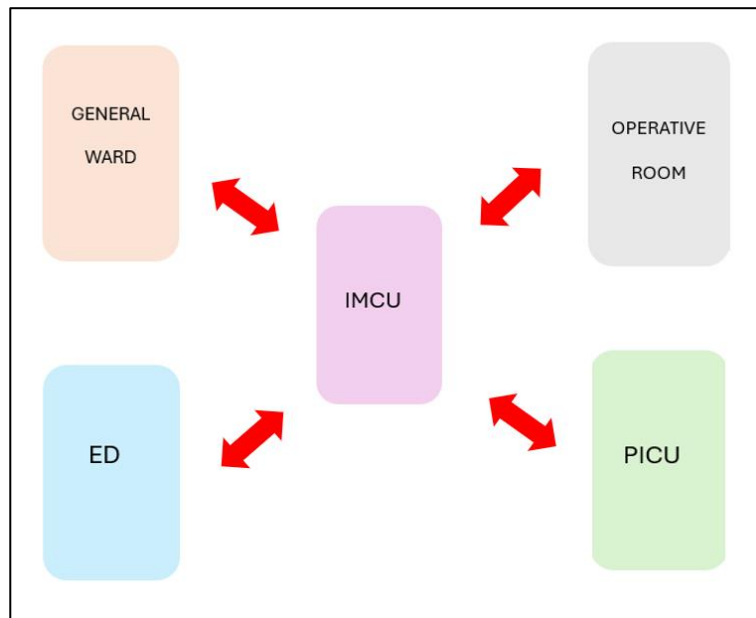 GENERAL
WARD
OPERATIVE
ROOM
IMCU
ED
PICU